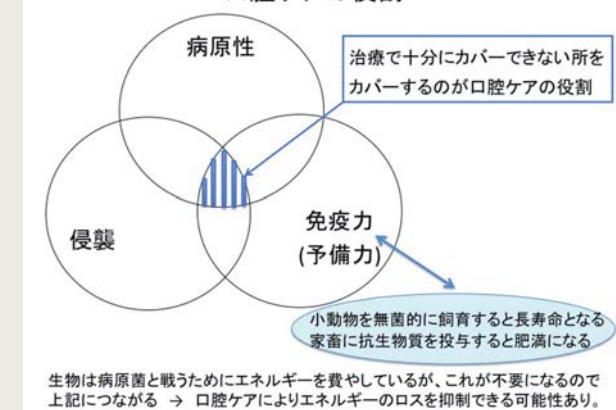 病原性
治療で十分にカバーできない所を
カバーするのが口腔ケアの役割
侵襲
免疫力
(予備力)
小動物を無菌的に飼育すると長寿命となる
家畜に抗生物質を投与すると肥満になる
生物は病原菌と戦うためにエネルギーを費やしているが、これが不要になるので
上記につながる → 口腔ケアによりエネルギーのロスを抑制できる可能性あり。